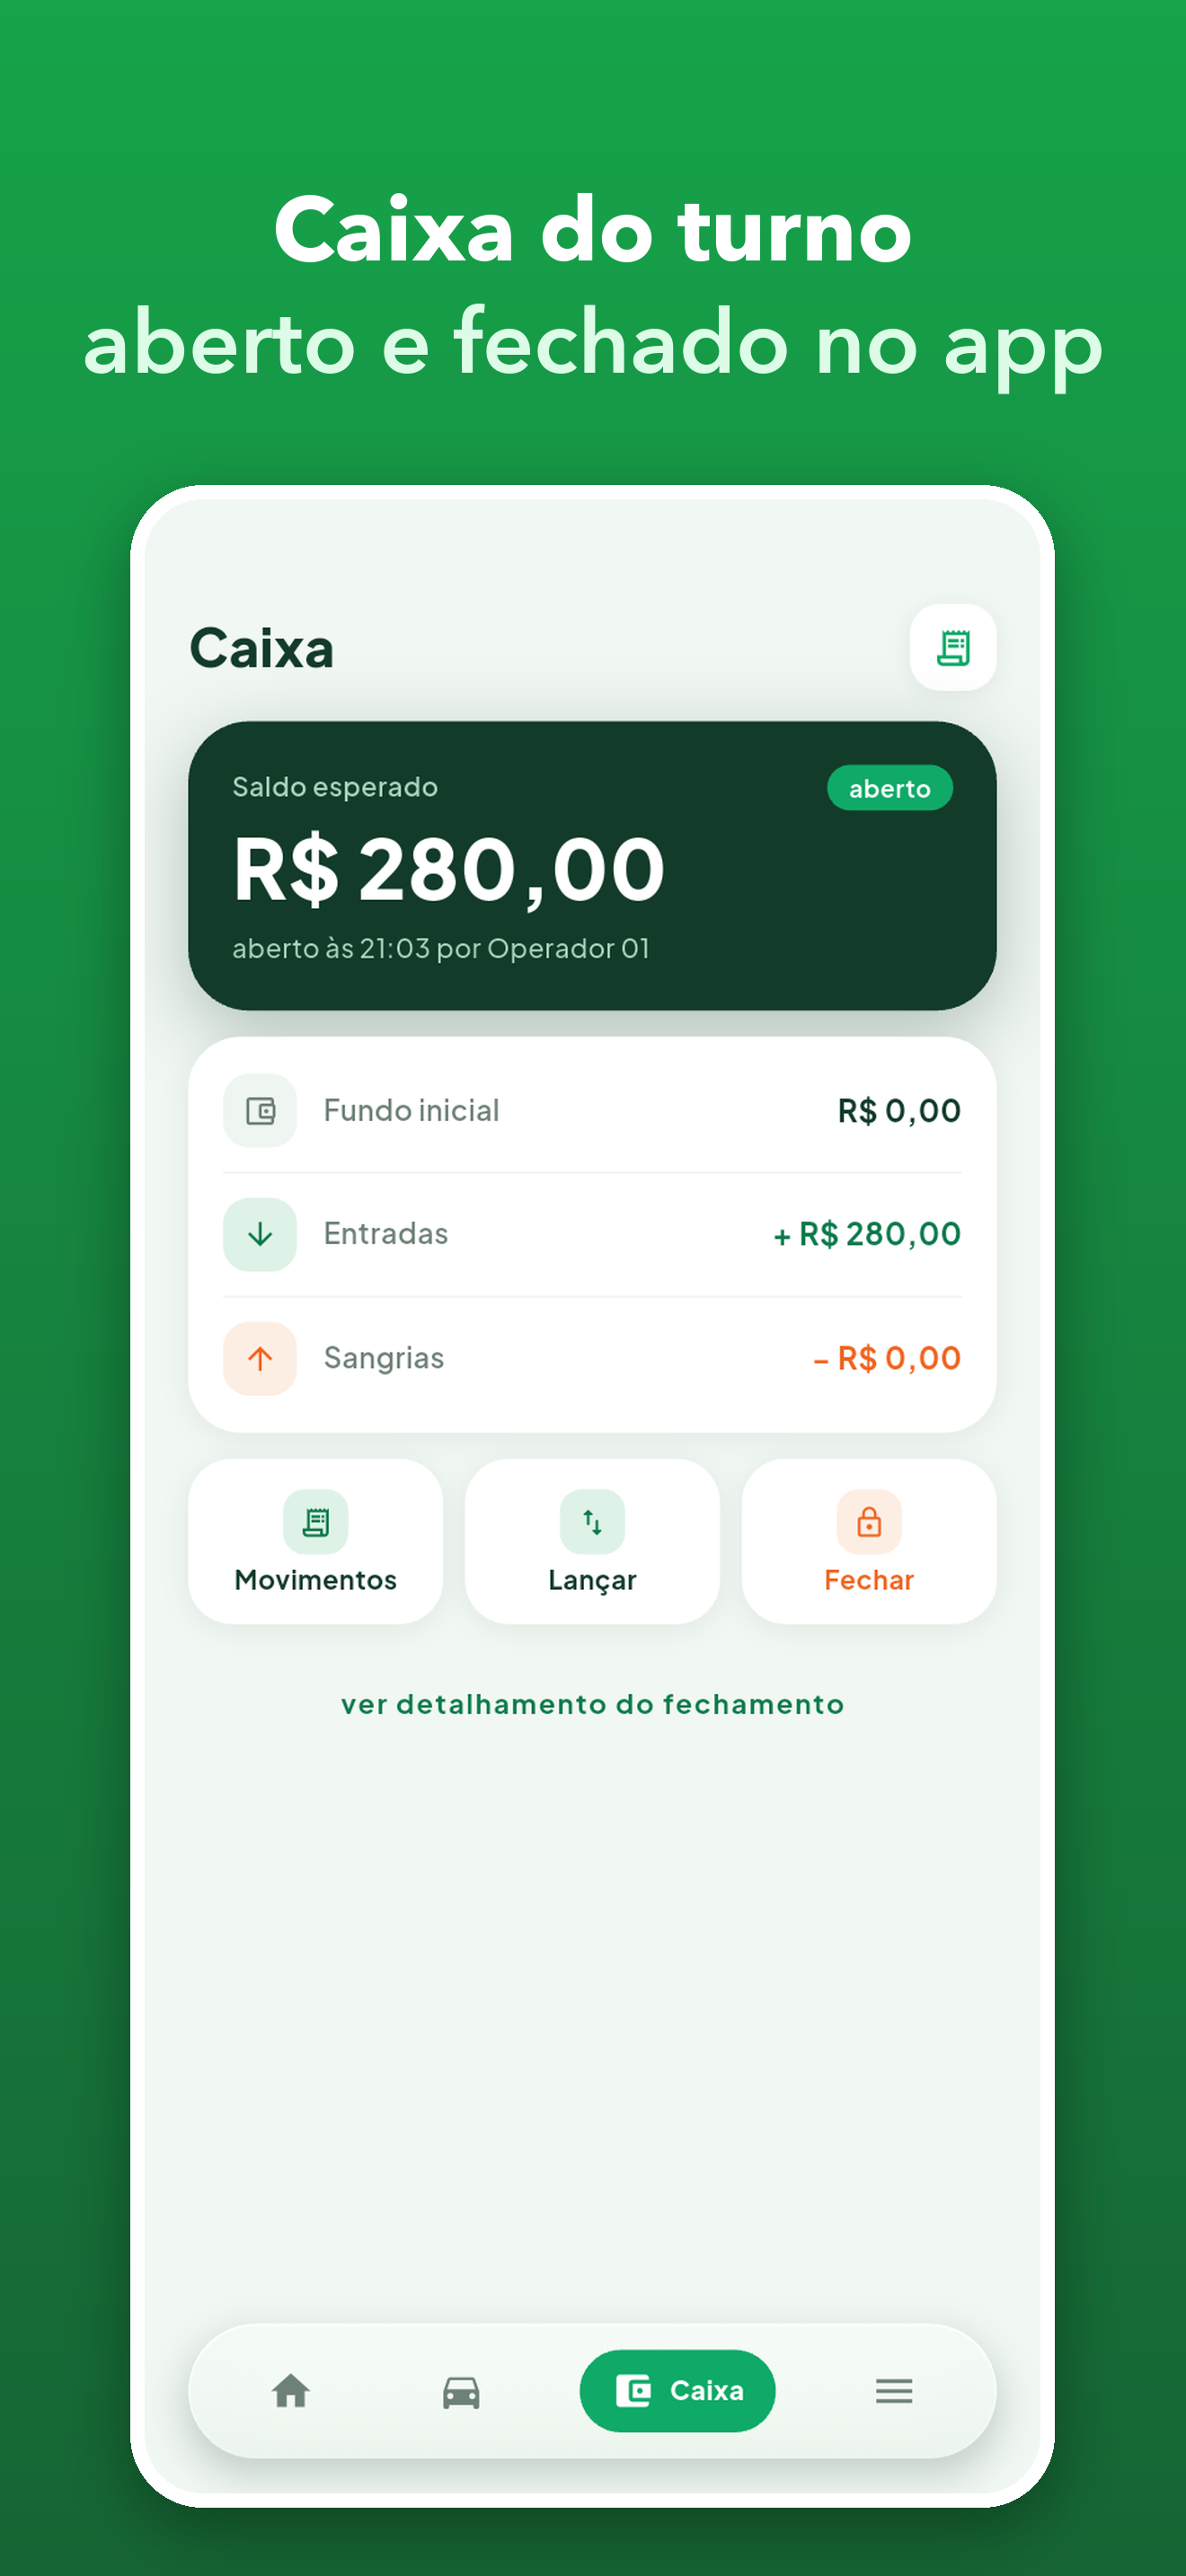 Caixa do turno
aberto e fechado no app
Caixa
Saldo esperado
aberto
R$ 280,00
aberto às 21:03 por Operador 01
Fundo inicial
R$ 0,00
Entradas
+ R$ 280,00
Sangrias
– R$ 0,00
Movimentos
Lançar
Fechar
ver detalhamento do fechamento
Caixa